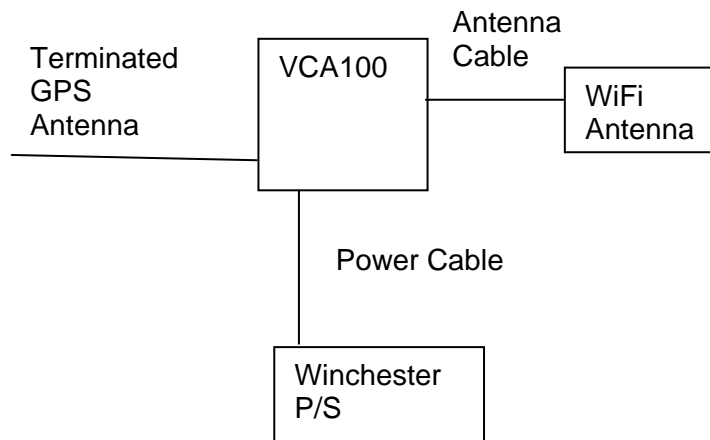 Terminated
GPS
Antenna
VCA100
Antenna
Cable
WiFi
Antenna
Power Cable
Winchester
P/S